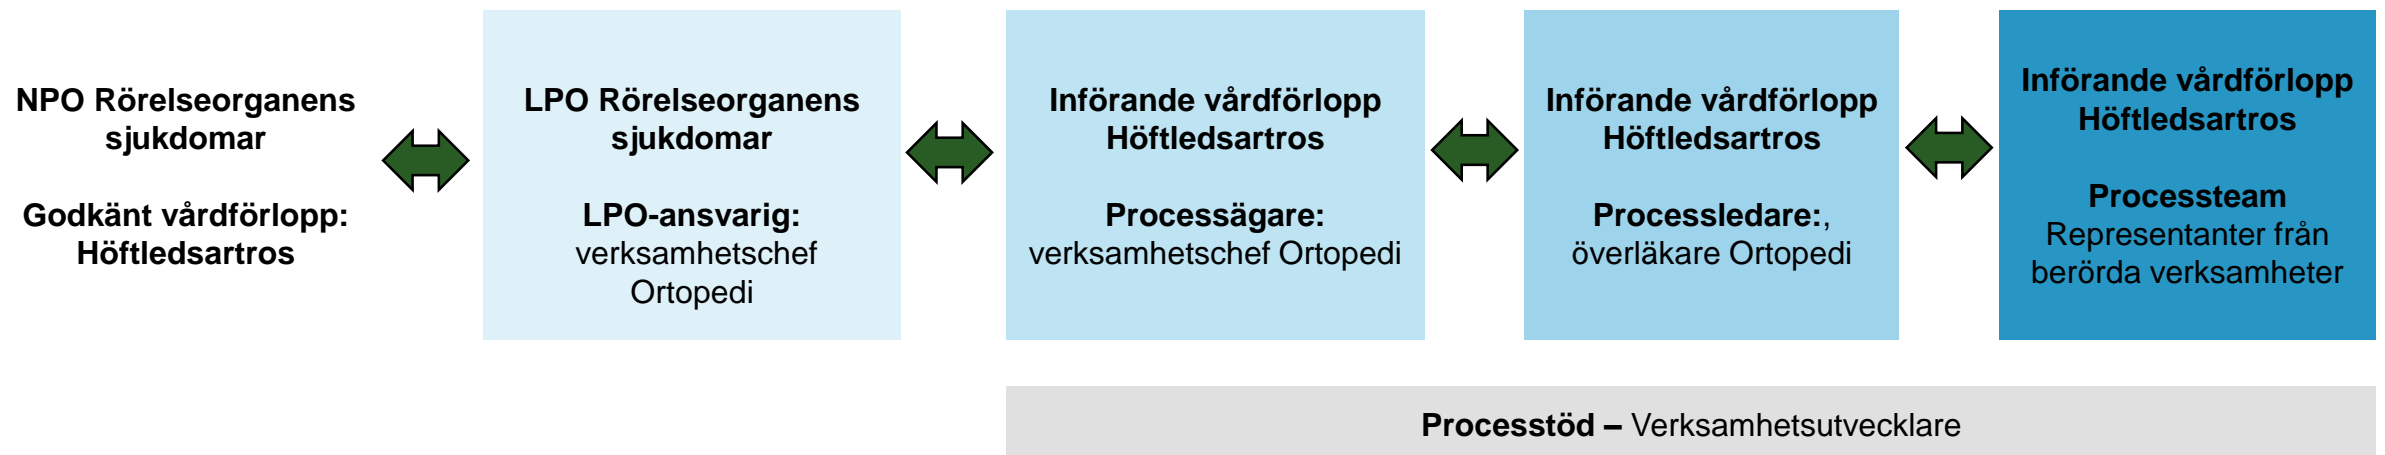 NPO Rörelseorganens
sjukdomar
Godkänt vårdförlopp:
Höftledsartros
LPO Rörelseorganens
sjukdomar
LPO-ansvarig:
verksamhetschef
Ortopedi
Införande vårdförlopp
Höftledsartros
Processägare:
verksamhetschef Ortopedi
Införande vårdförlopp
Höftledsartros
Processledare:,
överläkare Ortopedi
Införande vårdförlopp
Höftledsartros
Processteam
Representanter från
berörda verksamheter
Processtöd – Verksamhetsutvecklare